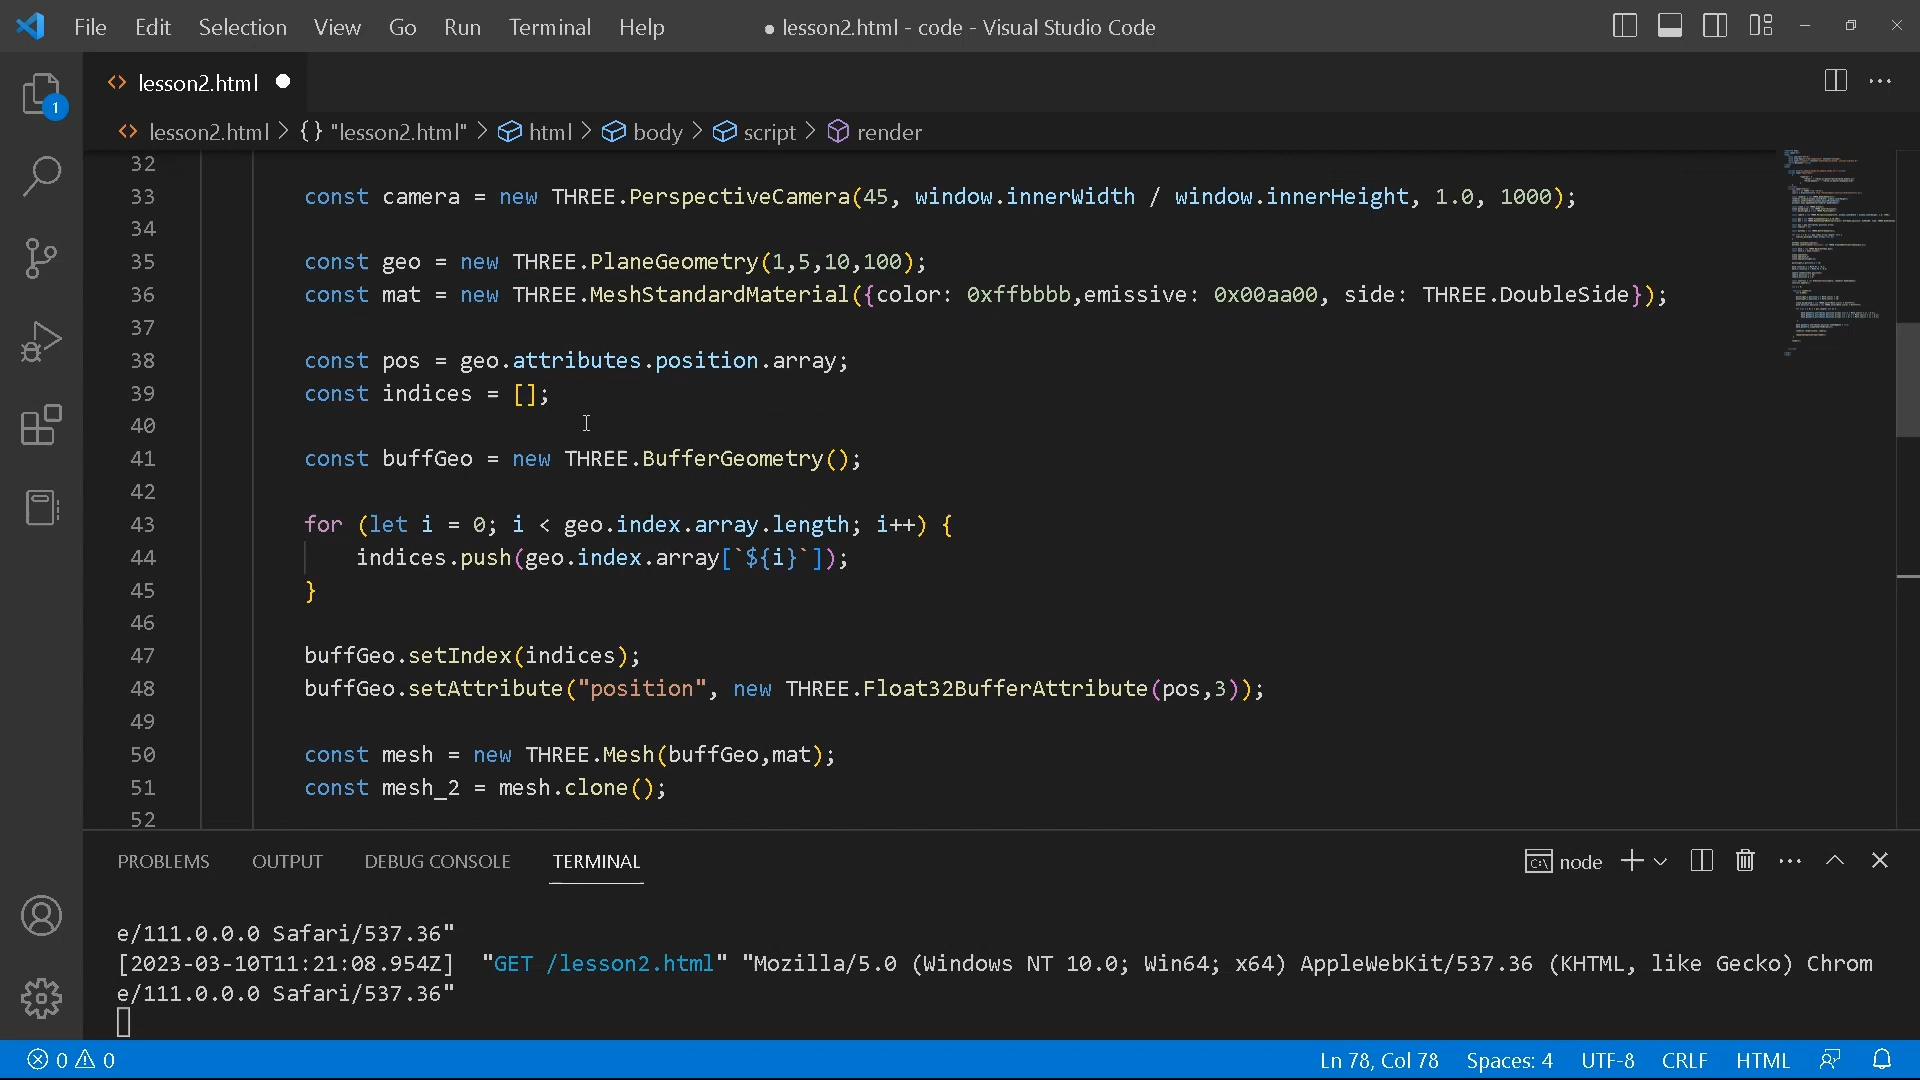 File Edit Selection View Go Run Terminal Help ● lesson2.html - code - Visual Studio Code
<> lesson2.html ●
1
<> lesson2.html > {} "lesson2.html" > html > body > script > render
32
33 const camera = new THREE.PerspectiveCamera(45, window.innerWidth / window.innerHeight, 1.0, 1000);
34
35 const geo = new THREE.PlaneGeometry(1,5,10,100);
36 const mat = new THREE.MeshStandardMaterial({color: 0xffbbbb,emissive: 0x00aa00, side: THREE.DoubleSide});
37
38 const pos = geo.attributes.position.array;
39 const indices = [];
40
41 const buffGeo = new THREE.BufferGeometry();
42
43 for (let i = 0; i < geo.index.array.length; i++) {
44 indices.push(geo.index.array[`${i}`]);
45 }
46
47 buffGeo.setIndex(indices);
48 buffGeo.setAttribute("position", new THREE.Float32BufferAttribute(pos,3));
49
50 const mesh = new THREE.Mesh(buffGeo,mat);
51 const mesh_2 = mesh.clone();
52
PROBLEMS OUTPUT DEBUG CONSOLE TERMINAL node
e/111.0.0.0 Safari/537.36"
[2023-03-10T11:21:08.954Z] "GET /lesson2.html" "Mozilla/5.0 (Windows NT 10.0; Win64; x64) AppleWebKit/537.36 (KHTML, like Gecko) Chrom
e/111.0.0.0 Safari/537.36"
0 0 Ln 78, Col 78 Spaces: 4 UTF-8 CRLF HTML